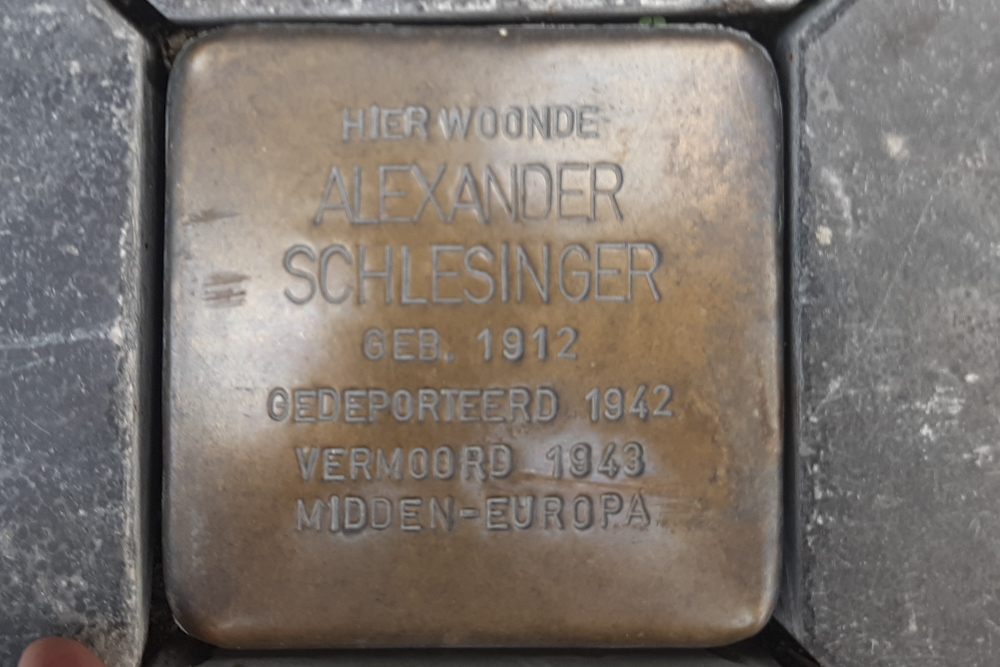 HIER WOONDE
ALEXANDER
SCHLESINGER
GEB. 1912
GEDEPORTEERD 1942
VERMOORD 1943
MIDDEN-EUROPA